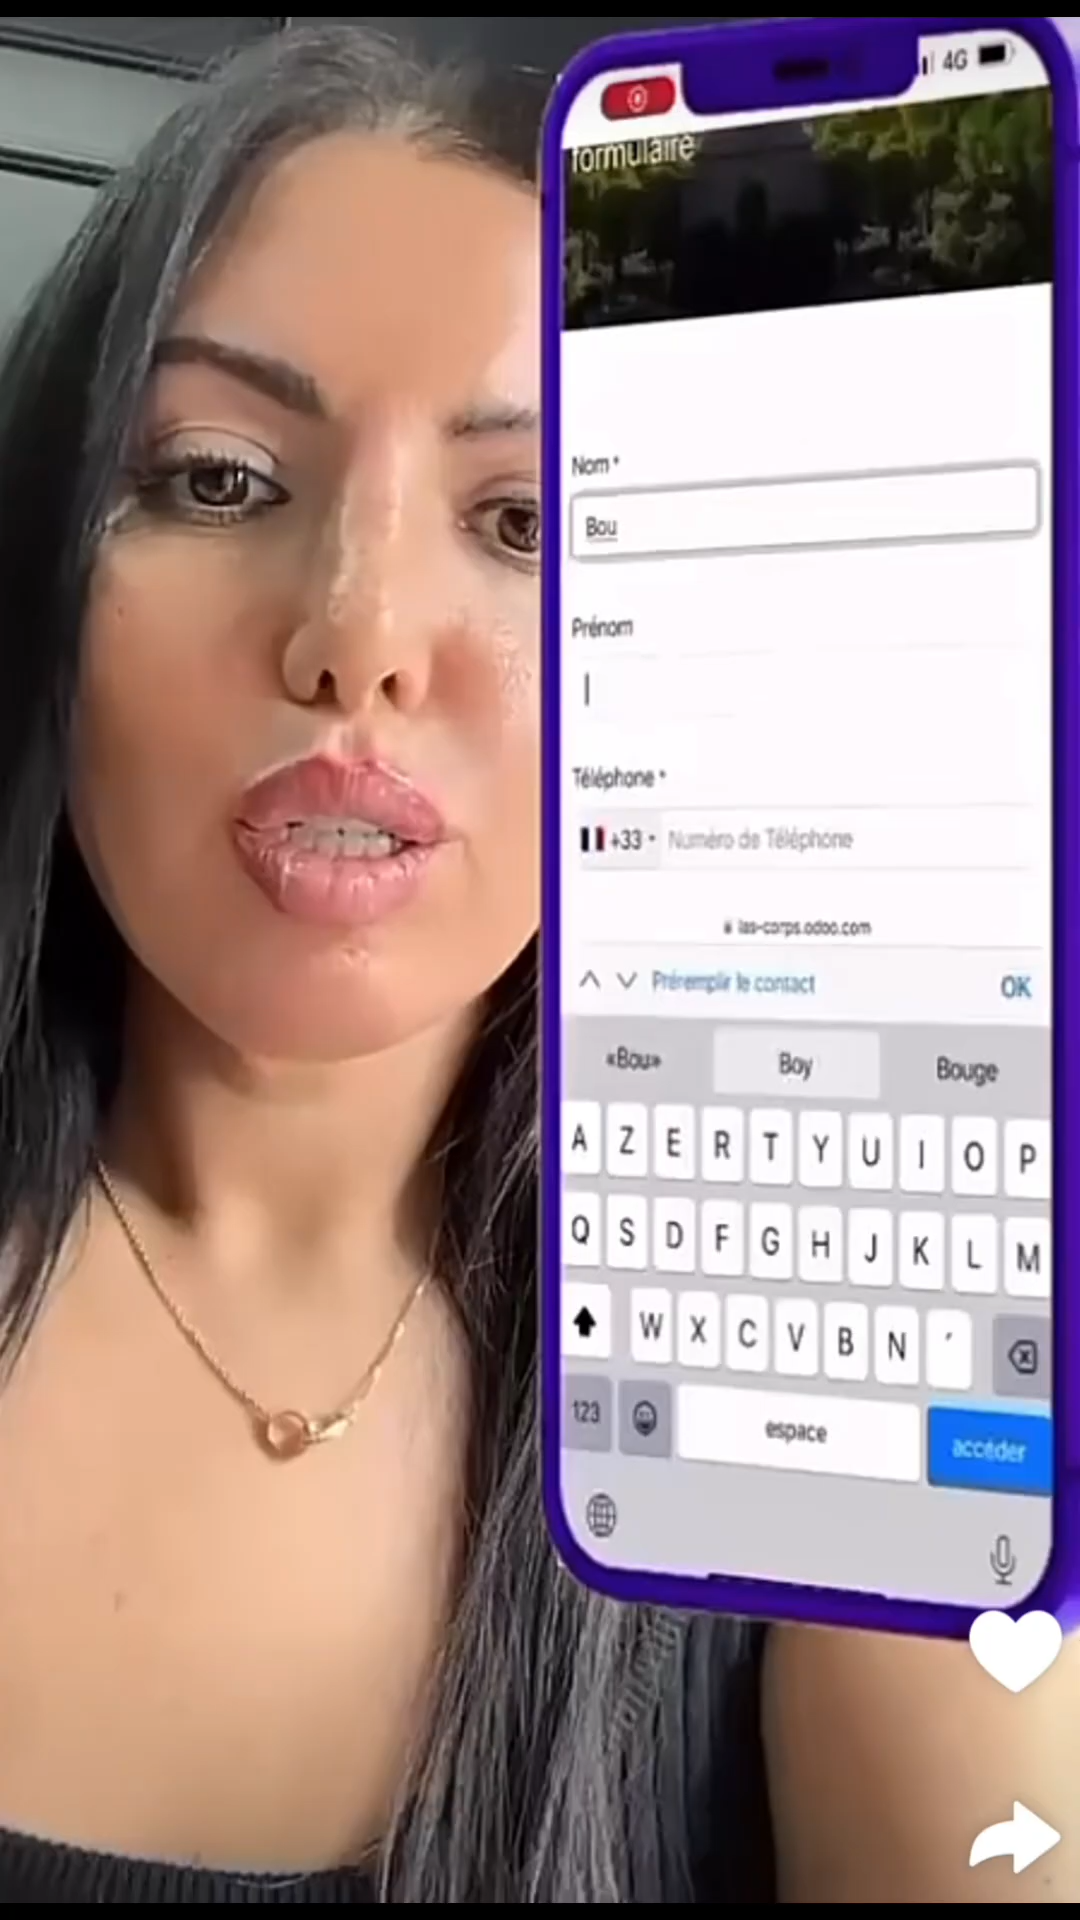 4G
formulaire
Nom *
Bou
Prénom
Téléphone *
+33 Numéro de Téléphone
las-corps.odoo.com
Préremplir le contact OK
«Bou» Boy Bouge
A Z E R T Y U I O P
Q S D F G H J K L M
W X C V B N ´
123 espace accéder